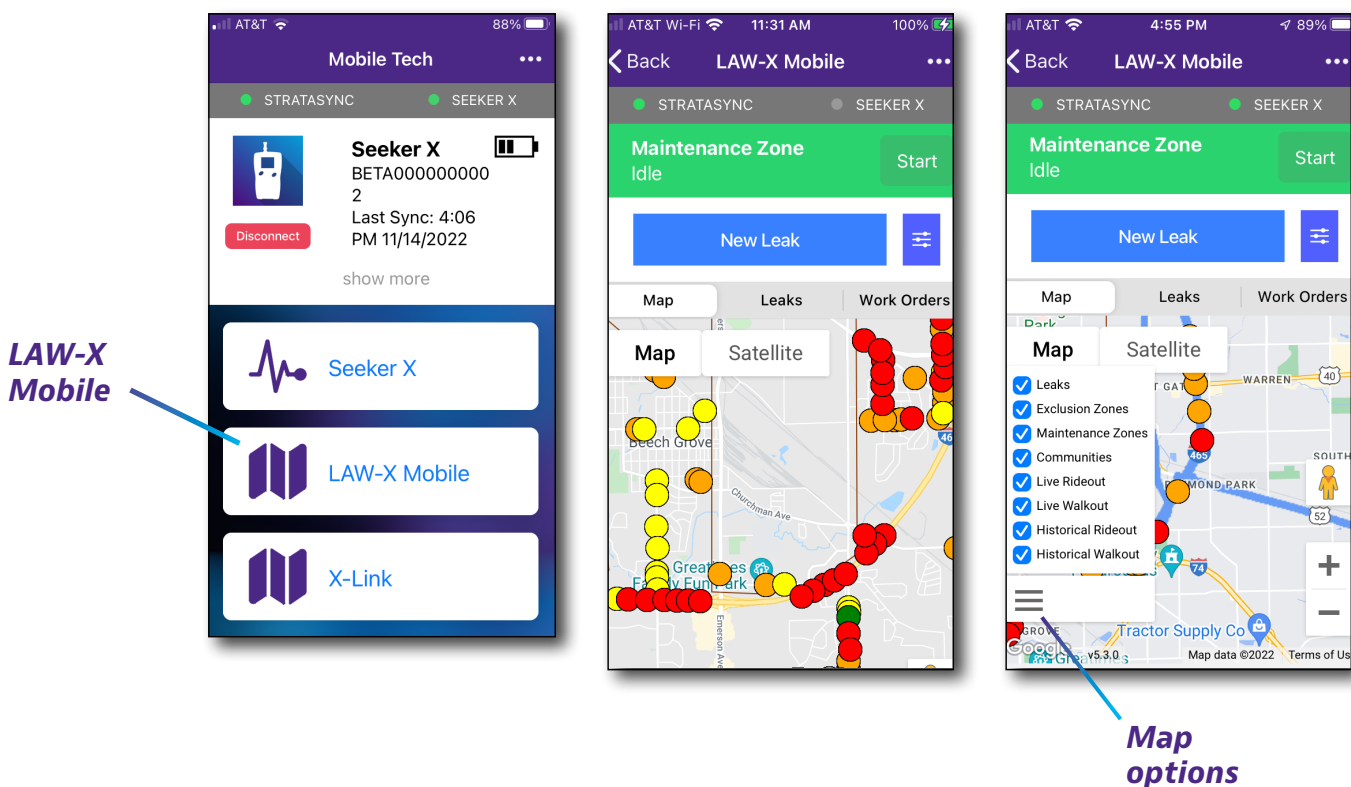 AT&T
88%
Mobile Tech
STRATASYNC
SEEKER X
Seeker X
BETA000000000
2
Last Sync: 4:06
PM 11/14/2022
Disconnect
show more
Seeker X
LAW-X Mobile
X-Link
LAW-X
Mobile
AT&T Wi-Fi
11:31 AM
100%
Back
LAW-X Mobile
STRATASYNC
SEEKER X
Maintenance Zone
Idle
Start
New Leak
Map
Leaks
Work Orders
Map
Satellite
Beech Grove
Churchman Ave
46
Emerson Ave
AT&T
4:55 PM
89%
Back
LAW-X Mobile
STRATASYNC
SEEKER X
Maintenance Zone
Idle
Start
New Leak
Map
Leaks
Work Orders
Park
Map
Satellite
Leaks
Exclusion Zones
Maintenance Zones
Communities
Live Rideout
Live Walkout
Historical Rideout
Historical Walkout
WARREN
40
465
SOUTH
MOND PARK
52
74
GROVE
Tractor Supply Co
Google
v5.3.0
Map data ©2022
Terms of Us
Map
options